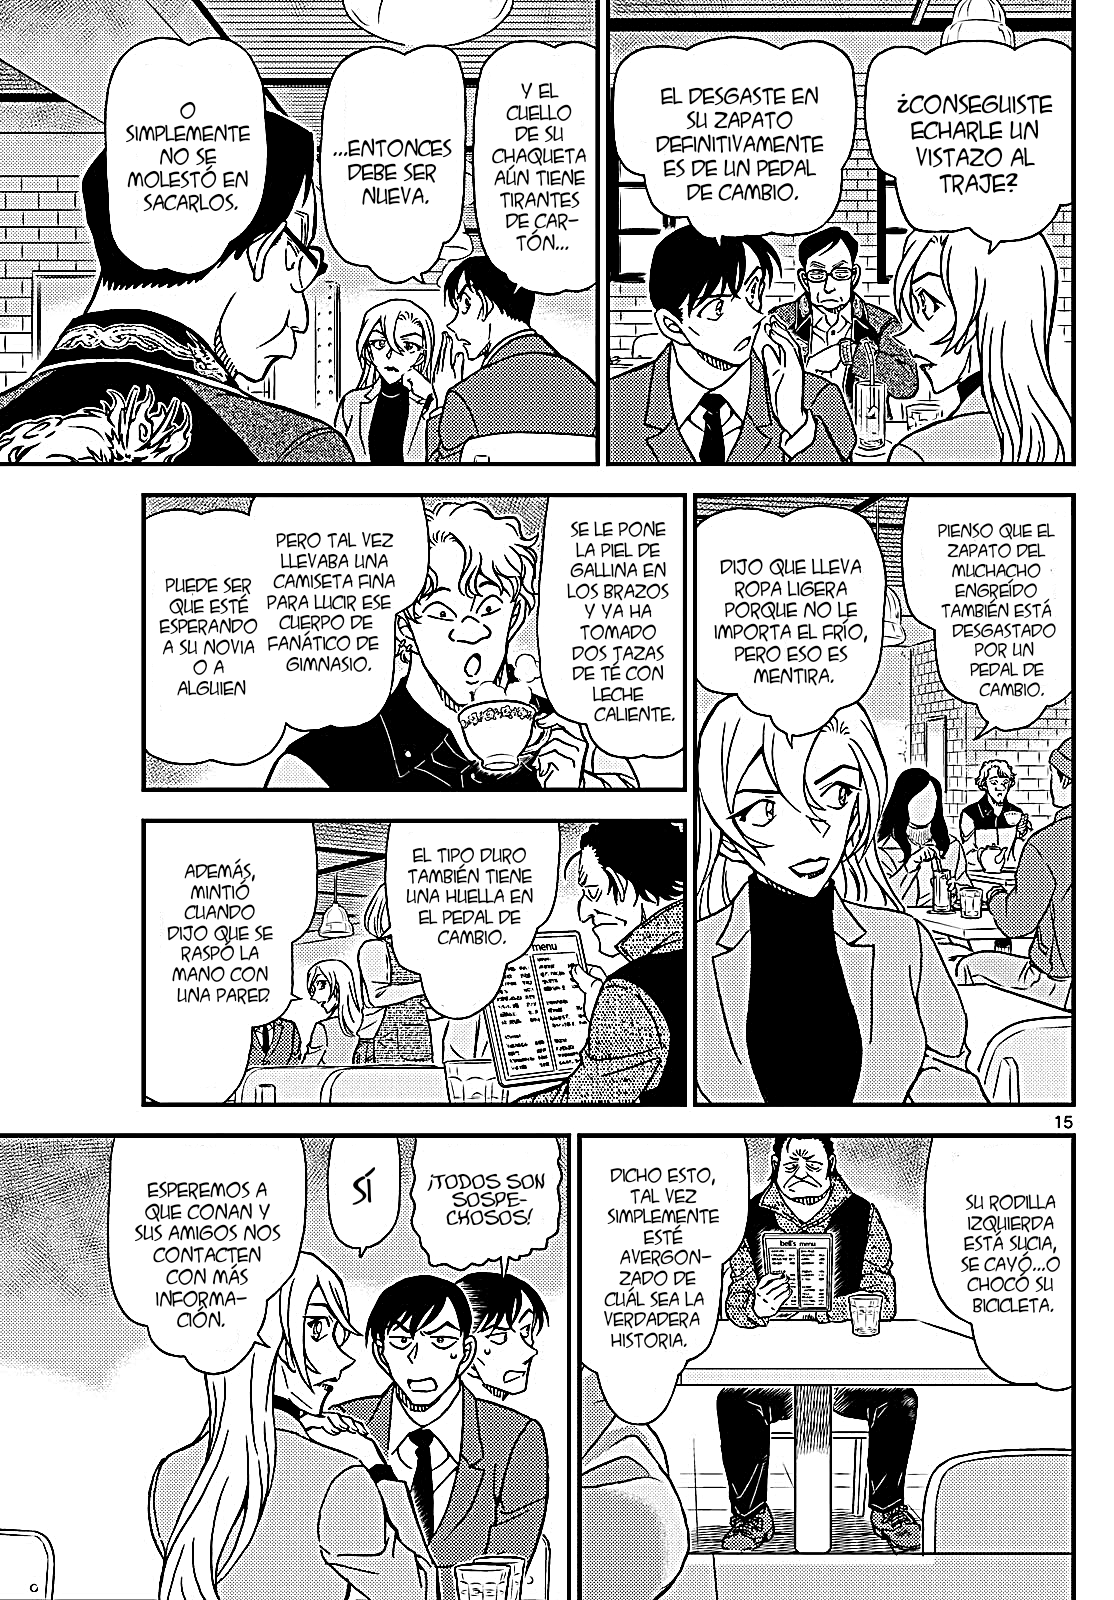 ¿CONSEGUISTE
ECHARLE UN
VISTAZO AL
TRAJE?
EL DESGASTE EN
SU ZAPATO
DEFINITIVAMENTE
ES DE UN PEDAL
DE CAMBIO.
Y EL
CUELLO
DE SU
CHAQUETA
AÚN TIENE
TIRANTES
DE CAR-
TÓN...
...ENTONCES
DEBE SER
NUEVA.
O
SIMPLEMENTE
NO SE
MOLESTÓ EN
SACARLOS.
PIENSO QUE EL
ZAPATO DEL
MUCHACHO
ENGREÍDO
TAMBIÉN ESTÁ
DESGASTADO
POR UN
PEDAL DE
CAMBIO.
DIJO QUE LLEVA
ROPA LIGERA
PORQUE NO LE
IMPORTA EL FRÍO,
PERO ESO ES
MENTIRA.
SE LE PONE
LA PIEL DE
GALLINA EN
LOS BRAZOS
Y YA HA
TOMADO
DOS TAZAS
DE TÉ CON
LECHE
CALIENTE.
PERO TAL VEZ
LLEVABA UNA
CAMISETA FINA
PARA LUCIR ESE
CUERPO DE
FANÁTICO DE
GIMNASIO.
PUEDE SER
QUE ESTÉ
ESPERANDO
A SU NOVIA
O A
ALGUIEN
EL TIPO DURO
TAMBIÉN TIENE
UNA HUELLA EN
EL PEDAL DE
CAMBIO.
menu
ADEMÁS,
MINTIÓ
CUANDO
DIJO QUE SE
RASPÓ LA
MANO CON
UNA PARED.
15
SU RODILLA
IZQUIERDA
ESTÁ SUCIA,
SE CAYÓ...O
CHOCÓ SU
BICICLETA.
bell's menu
DICHO ESTO,
TAL VEZ
SIMPLEMENTE
ESTÉ
AVERGON-
ZADO DE
CUÁL SEA LA
VERDADERA
HISTORIA.
¡TODOS SON
SOSPE-
CHOSOS!
SÍ
ESPEREMOS A
QUE CONAN Y
SUS AMIGOS NOS
CONTACTEN
CON MÁS
INFORMA-
CIÓN.